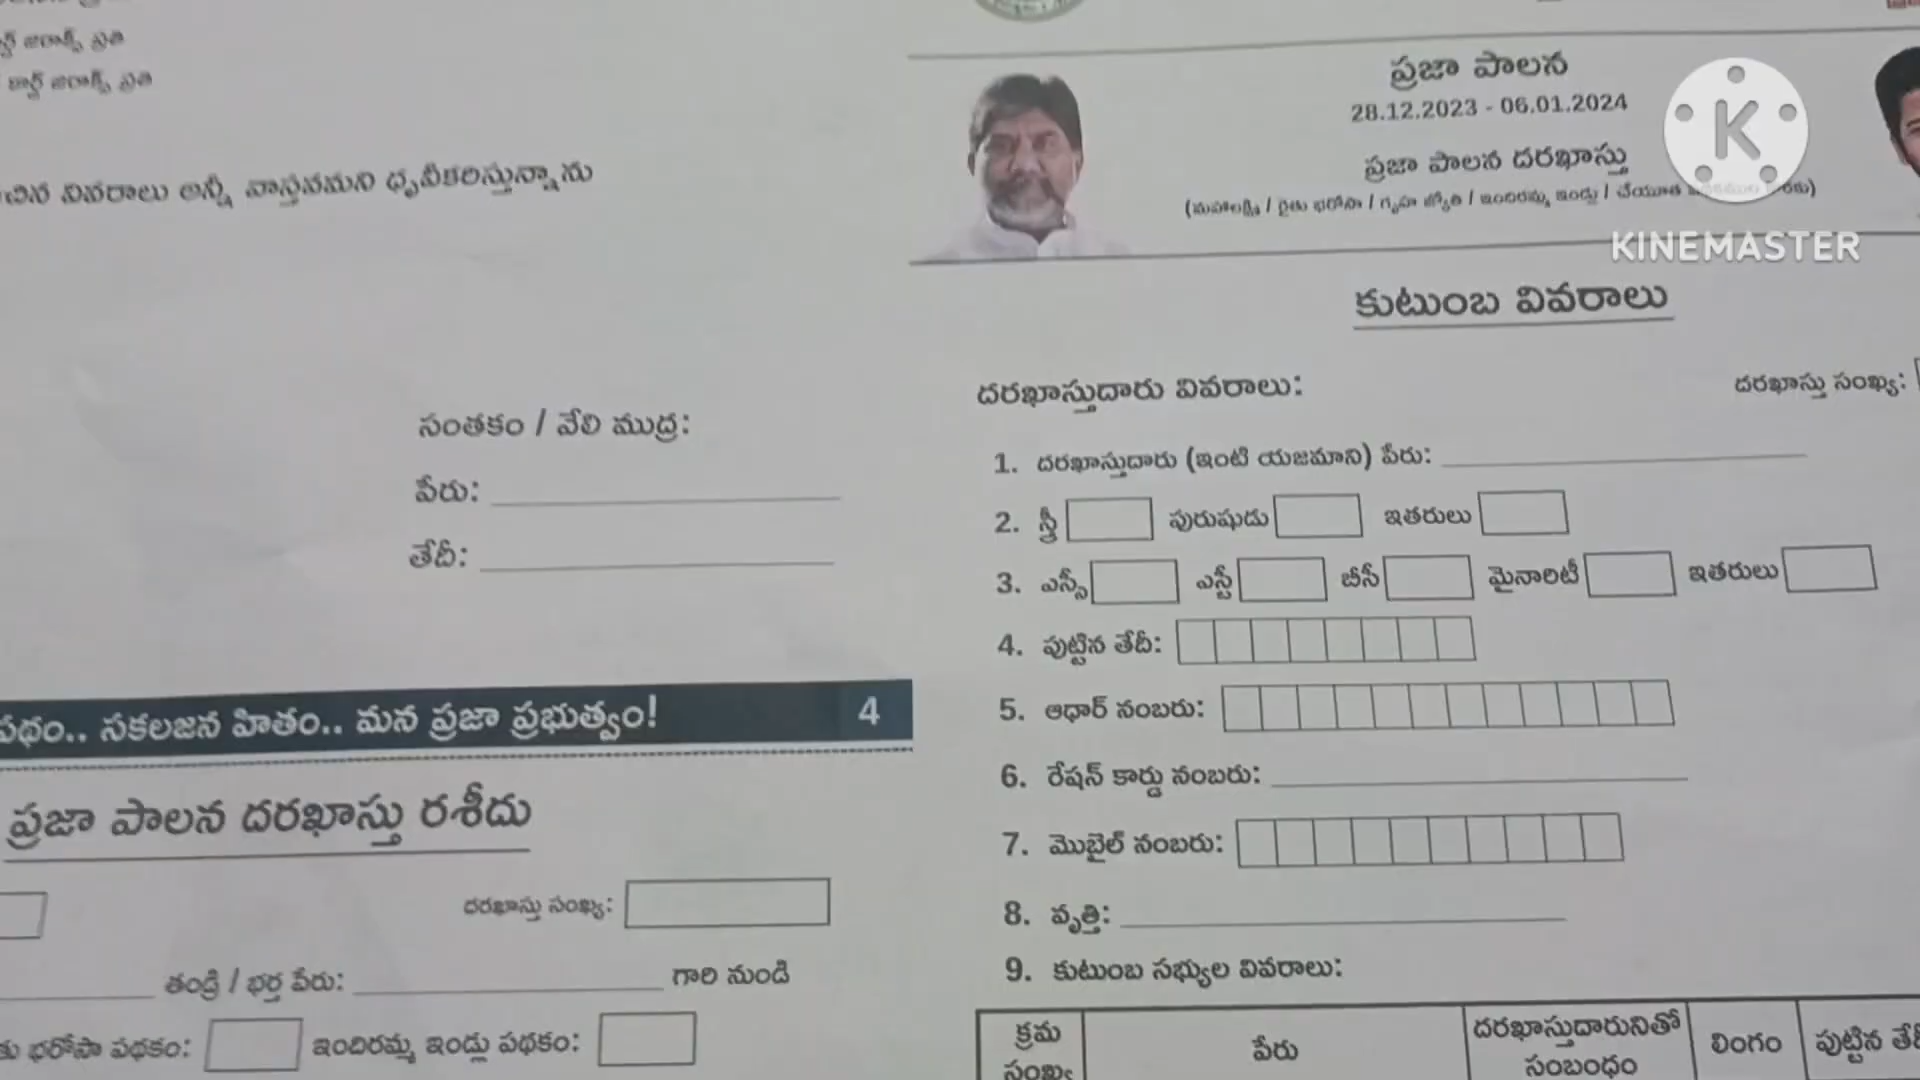 జిరాక్స్ ప్రతి
కార్డ్ జిరాక్స్ ప్రతి
వివరాలు అన్నీ వాస్తవమని ధృవీకరిస్తున్నాను
సంతకం / వేలి ముద్ర:
పేరు:
తేదీ:
పథం.. సకలజన హితం.. మన ప్రజా ప్రభుత్వం! 4
ప్రజా పాలన దరఖాస్తు రశీదు
దరఖాస్తు సంఖ్య:
తండ్రి / భర్త పేరు: గారి నుండి
భరోసా పథకం: ఇందిరమ్మ ఇండ్లు పథకం:
ప్రజా పాలన
28.12.2023 - 06.01.2024
ప్రజా పాలన దరఖాస్తు
(మహాలక్ష్మి / రైతు భరోసా / గృహ జ్యోతి / ఇందిరమ్మ ఇండ్లు / చేయూత
KINEMASTER
కుటుంబ వివరాలు
దరఖాస్తుదారు వివరాలు: దరఖాస్తు సంఖ్య:
1. దరఖాస్తుదారు (ఇంటి యజమాని) పేరు:
2. స్త్రీ పురుషుడు ఇతరులు
3. ఎస్సీ ఎస్టీ బీసీ మైనారిటీ ఇతరులు
4. పుట్టిన తేదీ:
5. ఆధార్ నంబరు:
6. రేషన్ కార్డు నంబరు:
7. మొబైల్ నంబరు:
8. వృత్తి:
9. కుటుంబ సభ్యుల వివరాలు:
క్రమ సంఖ్య పేరు దరఖాస్తుదారునితో సంబంధం లింగం పుట్టిన